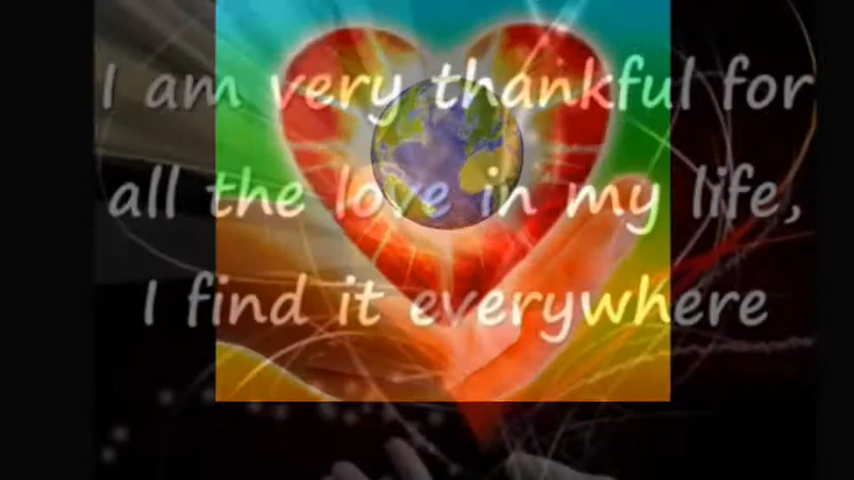 I am very thankful for
all the love in my life,
I find it everywhere